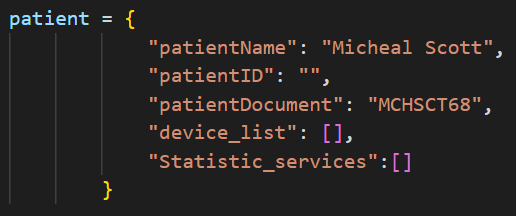 patient = {
"patientName": "Micheal Scott",
"patientID": "",
"patientDocument": "MCHSCT68",
"device_list": [],
"Statistic_services":[]
}